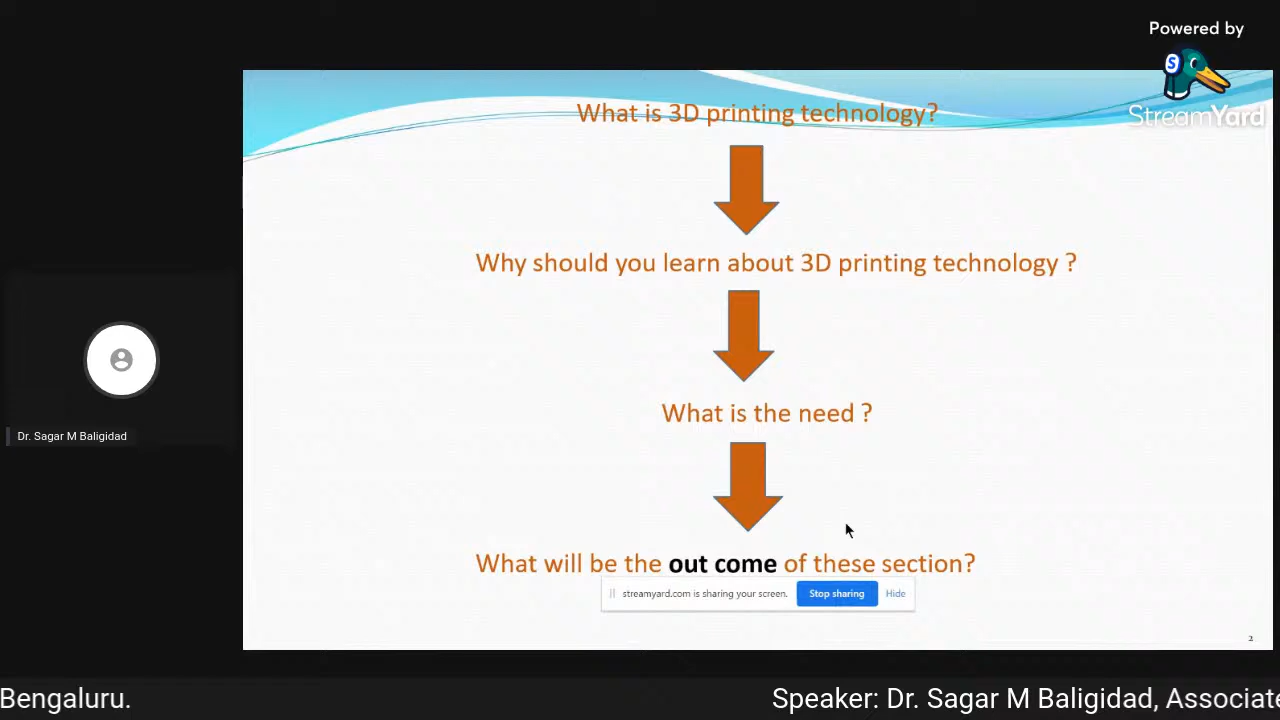 Powered by
S
StreamYard
What is 3D printing technology?
Why should you learn about 3D printing technology ?
What is the need ?
What will be the out come of these section?
streamyard.com is sharing your screen.
Stop sharing
Hide
Dr. Sagar M Baligidad
2
Bengaluru.
Speaker: Dr. Sagar M Baligidad, Associate